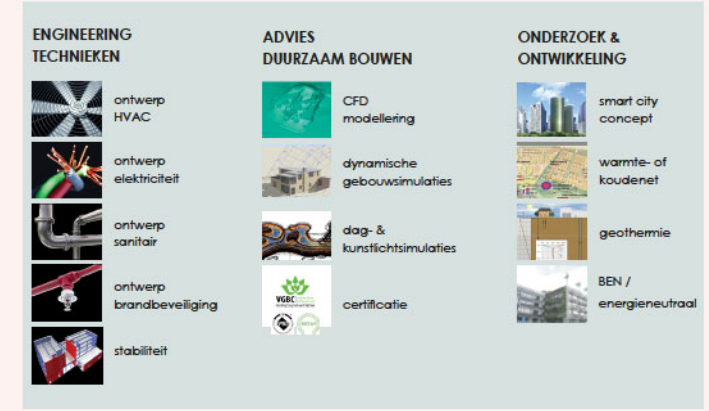 ENGINEERING
TECHNIEKEN
ontwerp
HVAC
ontwerp
elektriciteit
ontwerp
sanitair
ontwerp
brandbeveiliging
stabiliteit
ADVIES
DUURZAAM BOUWEN
CFD
modellering
dynamische
gebouwsimulaties
dag- &
kunstlichtsimulaties
VGBC
certificatie
ONDERZOEK &
ONTWIKKELING
smart city
concept
warmte- of
koudenet
geothermie
BEN /
energieneutraal